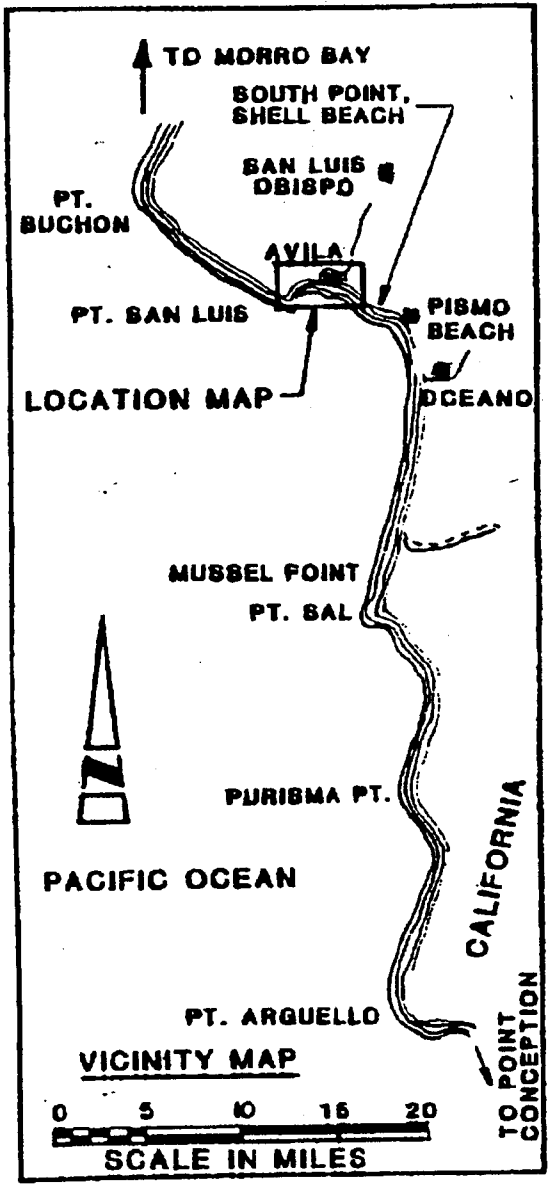 TO MORRO BAY
SOUTH POINT,
SHELL BEACH
SAN LUIS
OBISPO
PT.
BUCHON
AVILA
PT. SAN LUIS
PISMO
BEACH
LOCATION MAP
OCEANO
MUSSEL POINT
PT. SAL
N
PURISMA PT.
PACIFIC OCEAN
CALIFORNIA
PT. ARGUELLO
TO POINT
CONCEPTION
VICINITY MAP
0 5 10 15 20
SCALE IN MILES